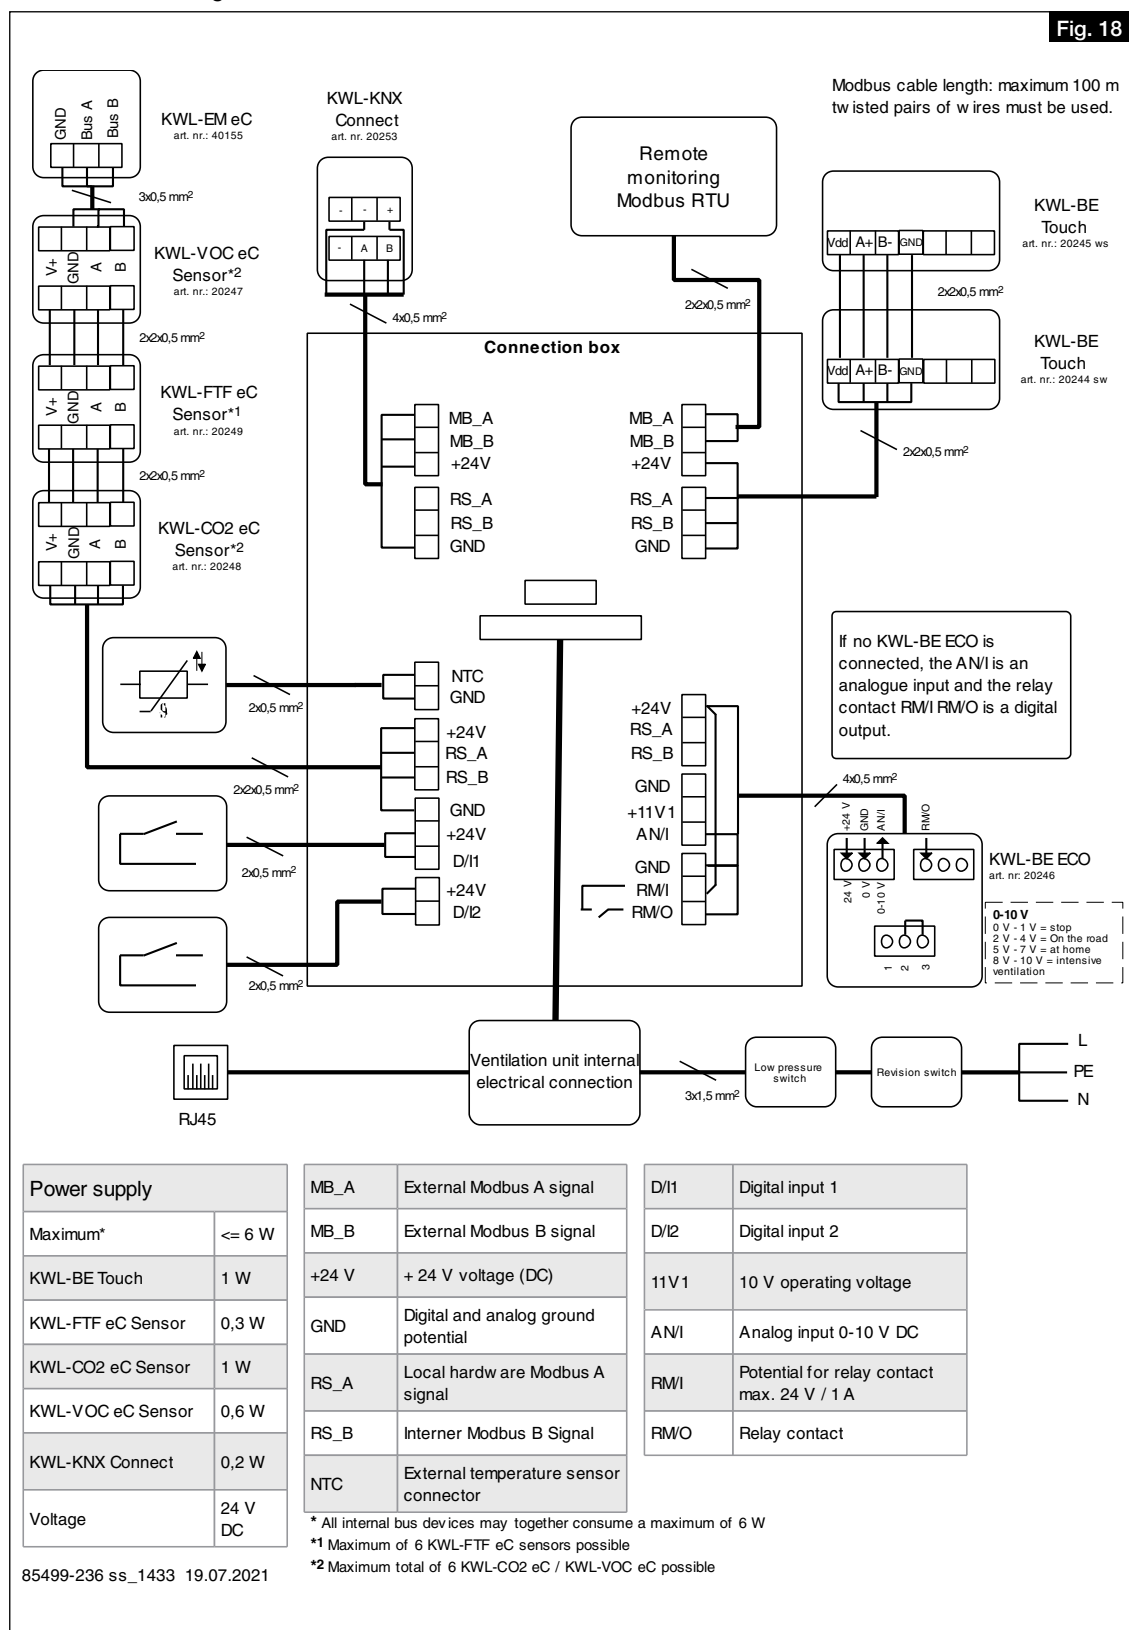 Fig. 18
Modbus cable length: maximum 100 m
twisted pairs of wires must be used.
GND
Bus A
Bus B
KWL-EM eC
art. nr.: 40155
3x0,5 mm²
V+
GND
A
B
KWL-VOC eC
Sensor*2
art. nr.: 20247
2x2x0,5 mm²
V+
GND
A
B
KWL-FTF eC
Sensor*1
art. nr.: 20249
2x2x0,5 mm²
V+
GND
A
B
KWL-CO2 eC
Sensor*2
art. nr.: 20248
KWL-KNX
Connect
art. nr. 20253
- - +
- A B
4x0,5 mm²
Remote
monitoring
Modbus RTU
2x2x0,5 mm²
Vdd A+ B- GND
KWL-BE
Touch
art. nr.: 20245 ws
2x2x0,5 mm²
Vdd A+ B- GND
KWL-BE
Touch
art. nr.: 20244 sw
2x2x0,5 mm²
Connection box
MB_A
MB_B
+24V
RS_A
RS_B
GND
MB_A
MB_B
+24V
RS_A
RS_B
GND
ϑ
2x0,5 mm²
2x2x0,5 mm²
2x0,5 mm²
2x0,5 mm²
NTC
GND
+24V
RS_A
RS_B
GND
+24V
D/I1
+24V
D/I2
+24V
RS_A
RS_B
GND
+11V1
AN/I
GND
RM/I
RM/O
If no KWL-BE ECO is
connected, the AN/I is an
analogue input and the relay
contact RM/I RM/O is a digital
output.
4x0,5 mm²
+24 V
GND
AN/I
RM/O
24 V
0 V
0-10 V
1
2
3
KWL-BE ECO
art. nr: 20246
0-10 V
0 V - 1 V = stop
2 V - 4 V = On the road
5 V - 7 V = at home
8 V - 10 V = intensive
ventilation
RJ45
Ventilation unit internal
electrical connection
3x1,5 mm²
Low pressure
switch
Revision switch
L
PE
N
Power supply
Maximum* <= 6 W
KWL-BE Touch 1 W
KWL-FTF eC Sensor 0,3 W
KWL-CO2 eC Sensor 1 W
KWL-VOC eC Sensor 0,6 W
KWL-KNX Connect 0,2 W
Voltage 24 V
DC
MB_A External Modbus A signal
MB_B External Modbus B signal
+24 V + 24 V voltage (DC)
GND Digital and analog ground
potential
RS_A Local hardware Modbus A
signal
RS_B Interner Modbus B Signal
NTC External temperature sensor
connector
D/I1 Digital input 1
D/I2 Digital input 2
11V1 10 V operating voltage
AN/I Analog input 0-10 V DC
RM/I Potential for relay contact
max. 24 V / 1 A
RM/O Relay contact
* All internal bus devices may together consume a maximum of 6 W
*1 Maximum of 6 KWL-FTF eC sensors possible
*2 Maximum total of 6 KWL-CO2 eC / KWL-VOC eC possible
85499-236 ss_1433 19.07.2021